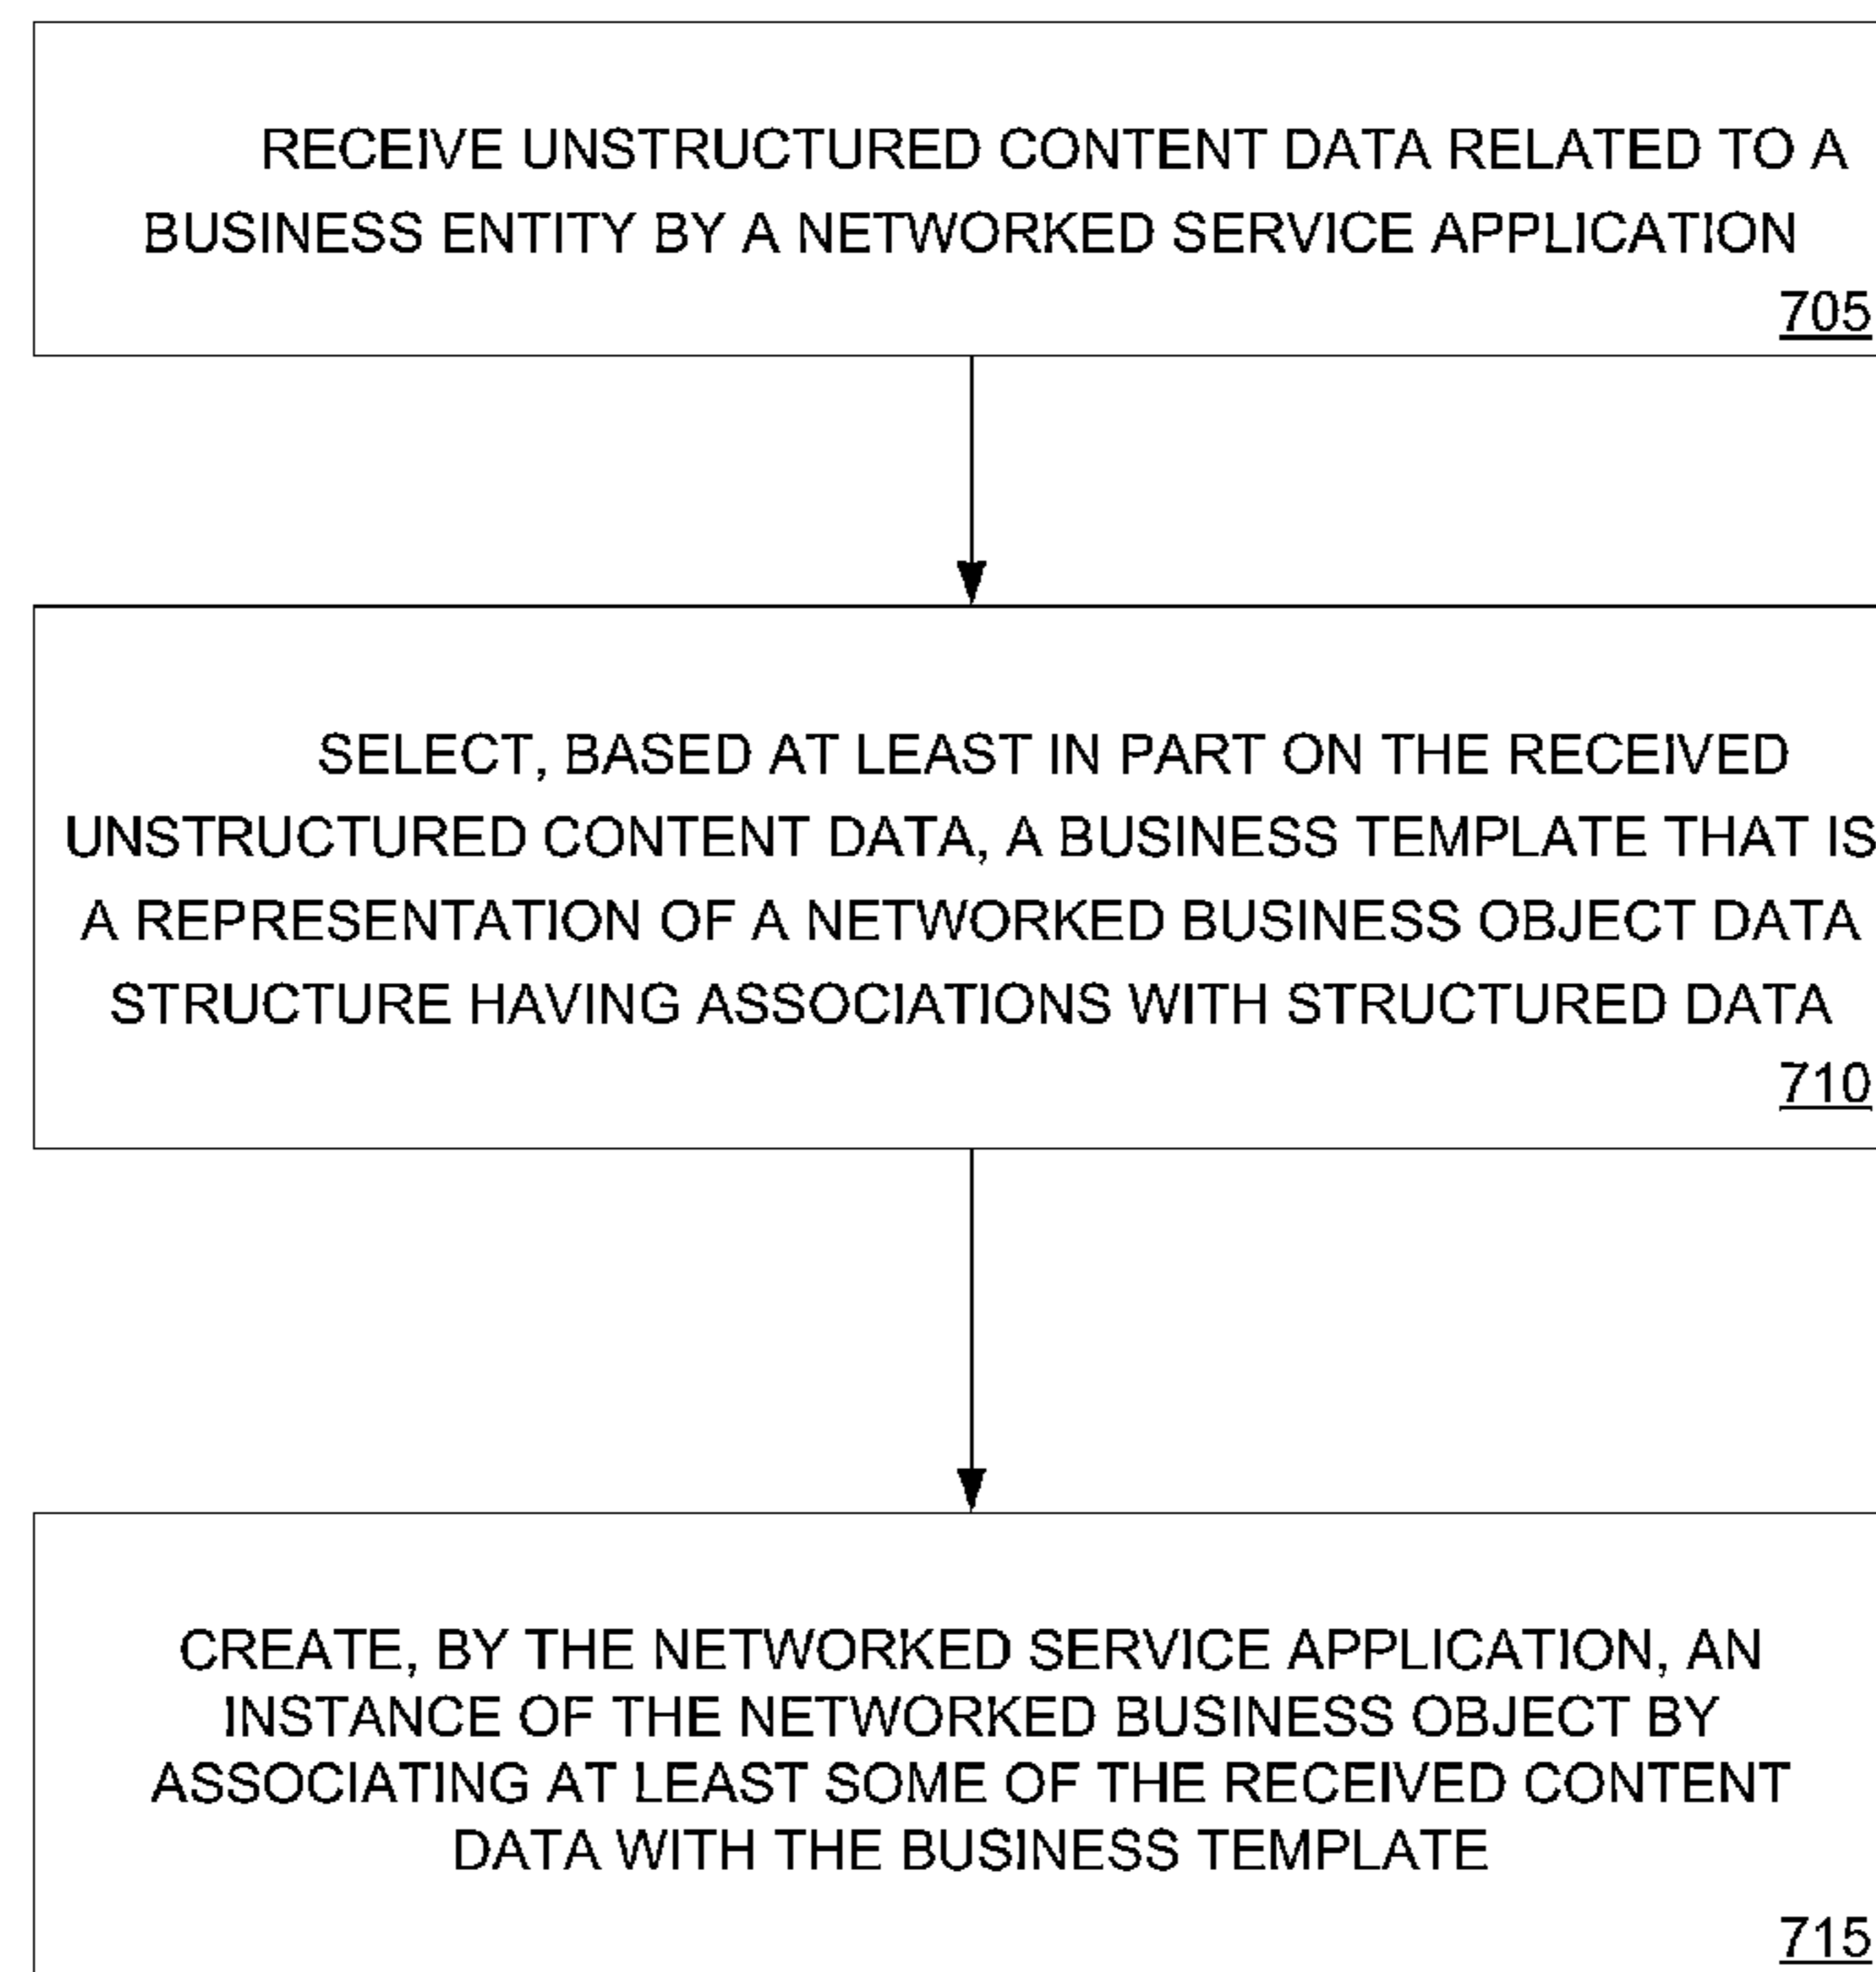 RECEIVE UNSTRUCTURED CONTENT DATA RELATED TO A
BUSINESS ENTITY BY A NETWORKED SERVICE APPLICATION
705
SELECT, BASED AT LEAST IN PART ON THE RECEIVED
UNSTRUCTURED CONTENT DATA, A BUSINESS TEMPLATE THAT IS
A REPRESENTATION OF A NETWORKED BUSINESS OBJECT DATA
STRUCTURE HAVING ASSOCIATIONS WITH STRUCTURED DATA
710
CREATE, BY THE NETWORKED SERVICE APPLICATION, AN
INSTANCE OF THE NETWORKED BUSINESS OBJECT BY
ASSOCIATING AT LEAST SOME OF THE RECEIVED CONTENT
DATA WITH THE BUSINESS TEMPLATE
715